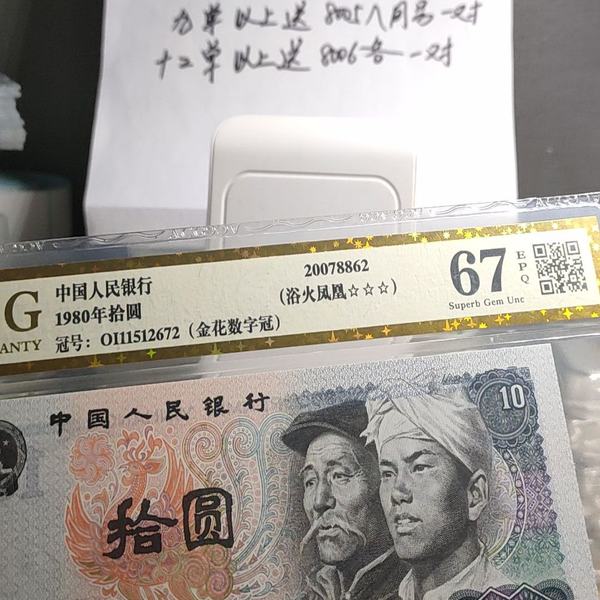 九单以上送 8005八同号一对
十二单以上送 8006各一对
G
ANTY
中国人民银行
1980年拾圆
冠号：OI11512672（金花数字冠）
20078862
（浴火凤凰☆☆☆）
67
EPQ
Superb Gem Unc
中国人民银行
10
拾圆